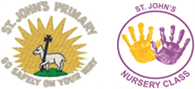 ST. JOHN'S PRIMARY
GO SAFELY ON YOUR WAY
ST. JOHN'S
NURSERY CLASS